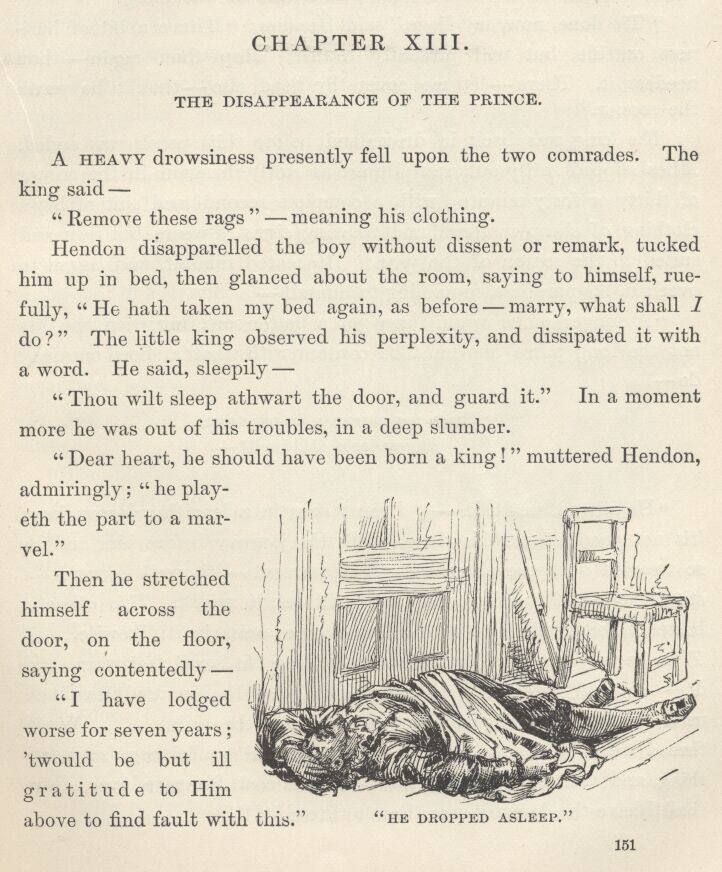 CHAPTER XIII.
THE DISAPPEARANCE OF THE PRINCE.
A HEAVY drowsiness presently fell upon the two comrades. The
king said —
“Remove these rags” — meaning his clothing.
Hendon disapparelled the boy without dissent or remark, tucked
him up in bed, then glanced about the room, saying to himself, rue-
fully, “He hath taken my bed again, as before — marry, what shall I
do?” The little king observed his perplexity, and dissipated it with
a word. He said, sleepily —
“Thou wilt sleep athwart the door, and guard it.” In a moment
more he was out of his troubles, in a deep slumber.
“Dear heart, he should have been born a king!” muttered Hendon,
admiringly; “he play-
eth the part to a mar-
vel.”
Then he stretched
himself across the
door, on the floor,
saying contentedly —
“I have lodged
worse for seven years;
’twould be but ill
gratitude to Him
above to find fault with this.”
“HE DROPPED ASLEEP.”
151